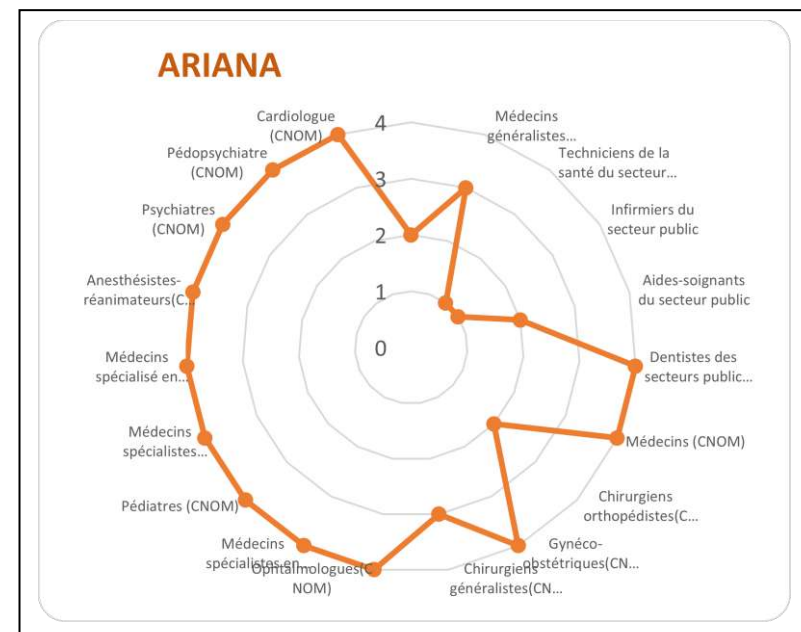 ARIANA
4
3
2
1
0
Médecins
généralistes…
Techniciens de la
santé du secteur…
Infirmiers du
secteur public
Aides-soignants
du secteur public
Dentistes des
secteurs public…
Médecins (CNOM)
Chirurgiens
orthopédistes(C…
Gynéco-
obstétriques(CN…
Chirurgiens
généralistes(CN…
Ophtalmologues(C
NOM)
Médecins
spécialistes en…
Pédiatres (CNOM)
Médecins
spécialistes…
Médecins
spécialisé en…
Anesthésistes-
réanimateurs(C…
Psychiatres
(CNOM)
Pédopsychiatre
(CNOM)
Cardiologue
(CNOM)